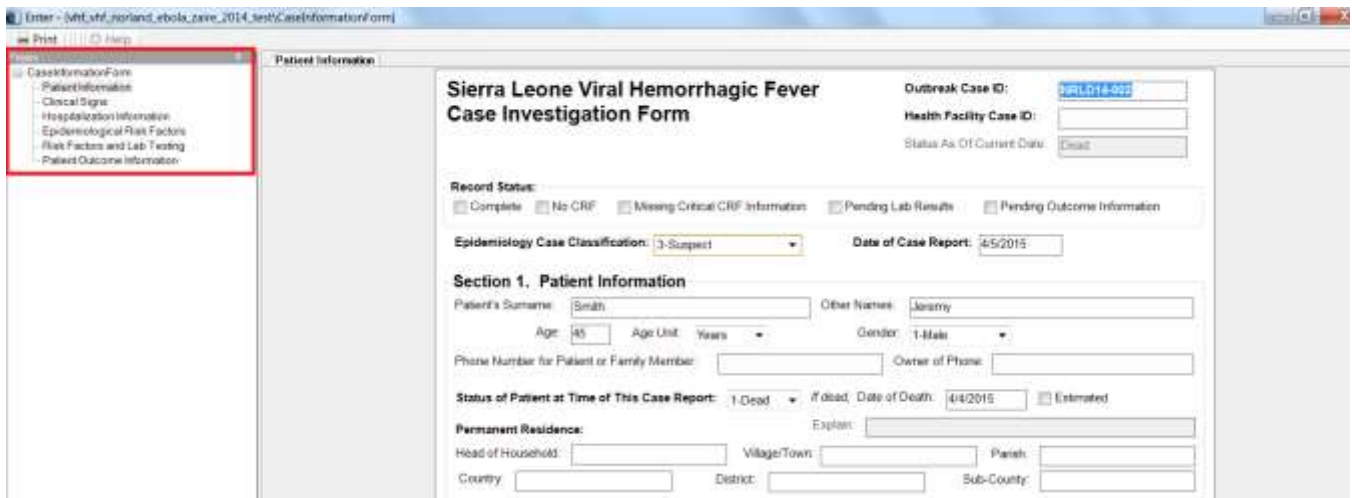 Enter - [vhf_vhf_norland_ebola_zaire_2014_test\CaseInformationForm]
Print Help
Pages
CaseInformationForm
Patient Information
Clinical Signs
Hospitalization Information
Epidemiological Risk Factors
Risk Factors and Lab Testing
Patient Outcome Information
Patient Information
Sierra Leone Viral Hemorrhagic Fever
Case Investigation Form
Outbreak Case ID: NRLD14-002
Health Facility Case ID:
Status As Of Current Date: Dead
Record Status:
Complete No CRF Missing Critical CRF Information Pending Lab Results Pending Outcome Information
Epidemiology Case Classification: 3-Suspect Date of Case Report: 4/5/2015
Section 1. Patient Information
Patient's Surname: Smith Other Names: Jeremy
Age: 45 Age Unit: Years Gender: 1-Male
Phone Number for Patient or Family Member: Owner of Phone:
Status of Patient at Time of This Case Report: 1-Dead If dead, Date of Death: 4/4/2015 Estimated
Permanent Residence: Explain:
Head of Household: Village/Town: Parish:
Country: District: Sub-County: